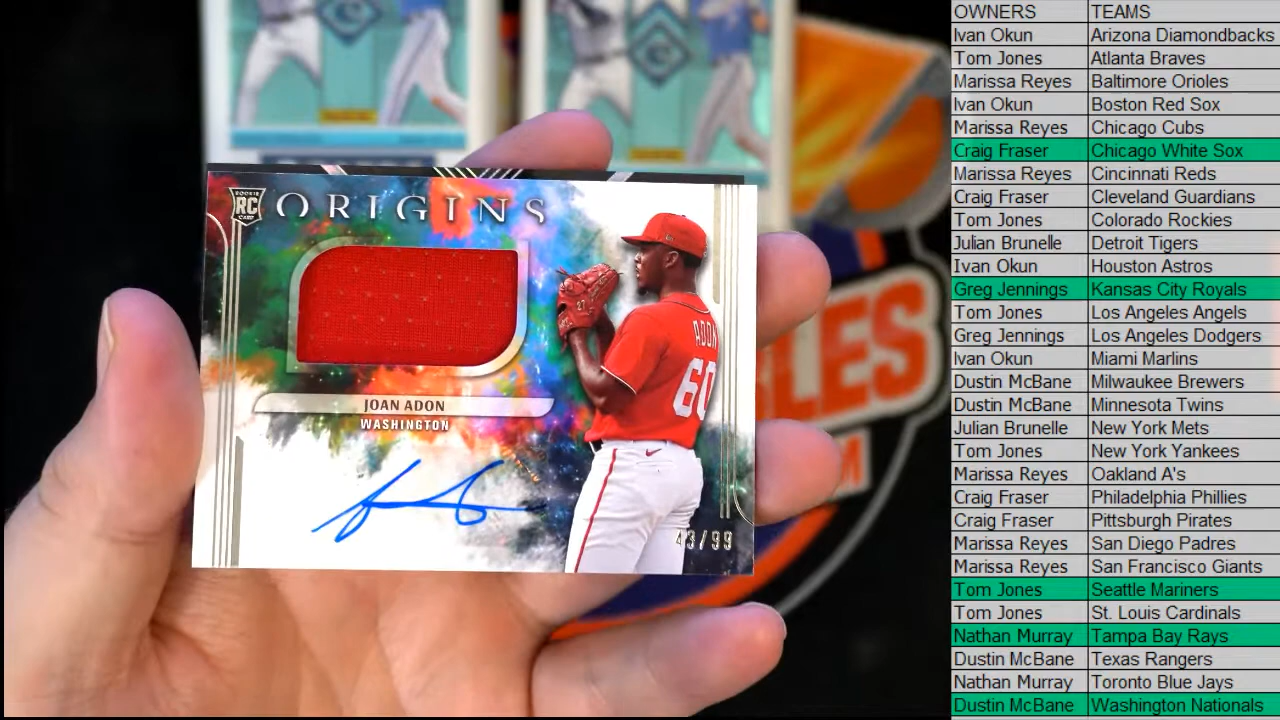 ROOKIE
RC
CARD
ORIGINS
JOAN ADON
WASHINGTON
ADON
60
43/99
LES
M
OWNERS TEAMS
Ivan Okun Arizona Diamondbacks
Tom Jones Atlanta Braves
Marissa Reyes Baltimore Orioles
Ivan Okun Boston Red Sox
Marissa Reyes Chicago Cubs
Craig Fraser Chicago White Sox
Marissa Reyes Cincinnati Reds
Craig Fraser Cleveland Guardians
Tom Jones Colorado Rockies
Julian Brunelle Detroit Tigers
Ivan Okun Houston Astros
Greg Jennings Kansas City Royals
Tom Jones Los Angeles Angels
Greg Jennings Los Angeles Dodgers
Ivan Okun Miami Marlins
Dustin McBane Milwaukee Brewers
Dustin McBane Minnesota Twins
Julian Brunelle New York Mets
Tom Jones New York Yankees
Marissa Reyes Oakland A's
Craig Fraser Philadelphia Phillies
Craig Fraser Pittsburgh Pirates
Marissa Reyes San Diego Padres
Marissa Reyes San Francisco Giants
Tom Jones Seattle Mariners
Tom Jones St. Louis Cardinals
Nathan Murray Tampa Bay Rays
Dustin McBane Texas Rangers
Nathan Murray Toronto Blue Jays
Dustin McBane Washington Nationals